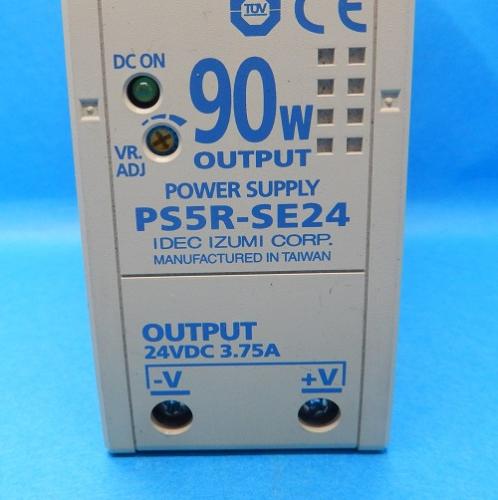 TÜV CE
DC ON
90W
VR.
ADJ
OUTPUT
POWER SUPPLY
PS5R-SE24
IDEC IZUMI CORP.
MANUFACTURED IN TAIWAN
OUTPUT
24VDC 3.75A
-V +V